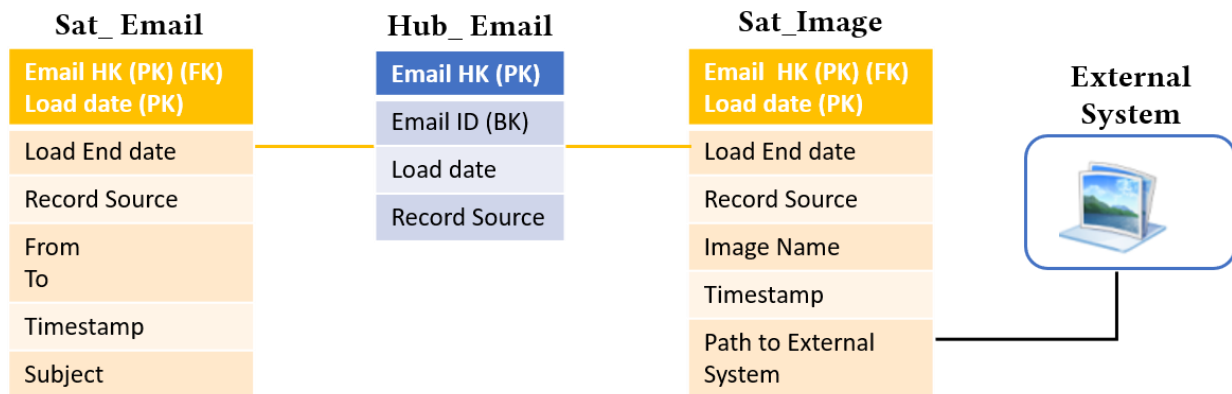 Sat_ Email
Email HK (PK) (FK)
Load date (PK)
Load End date
Record Source
From
To
Timestamp
Subject
Hub_ Email
Email HK (PK)
Email ID (BK)
Load date
Record Source
Sat_Image
Email  HK (PK) (FK)
Load date (PK)
Load End date
Record Source
Image Name
Timestamp
Path to External
System
External
System